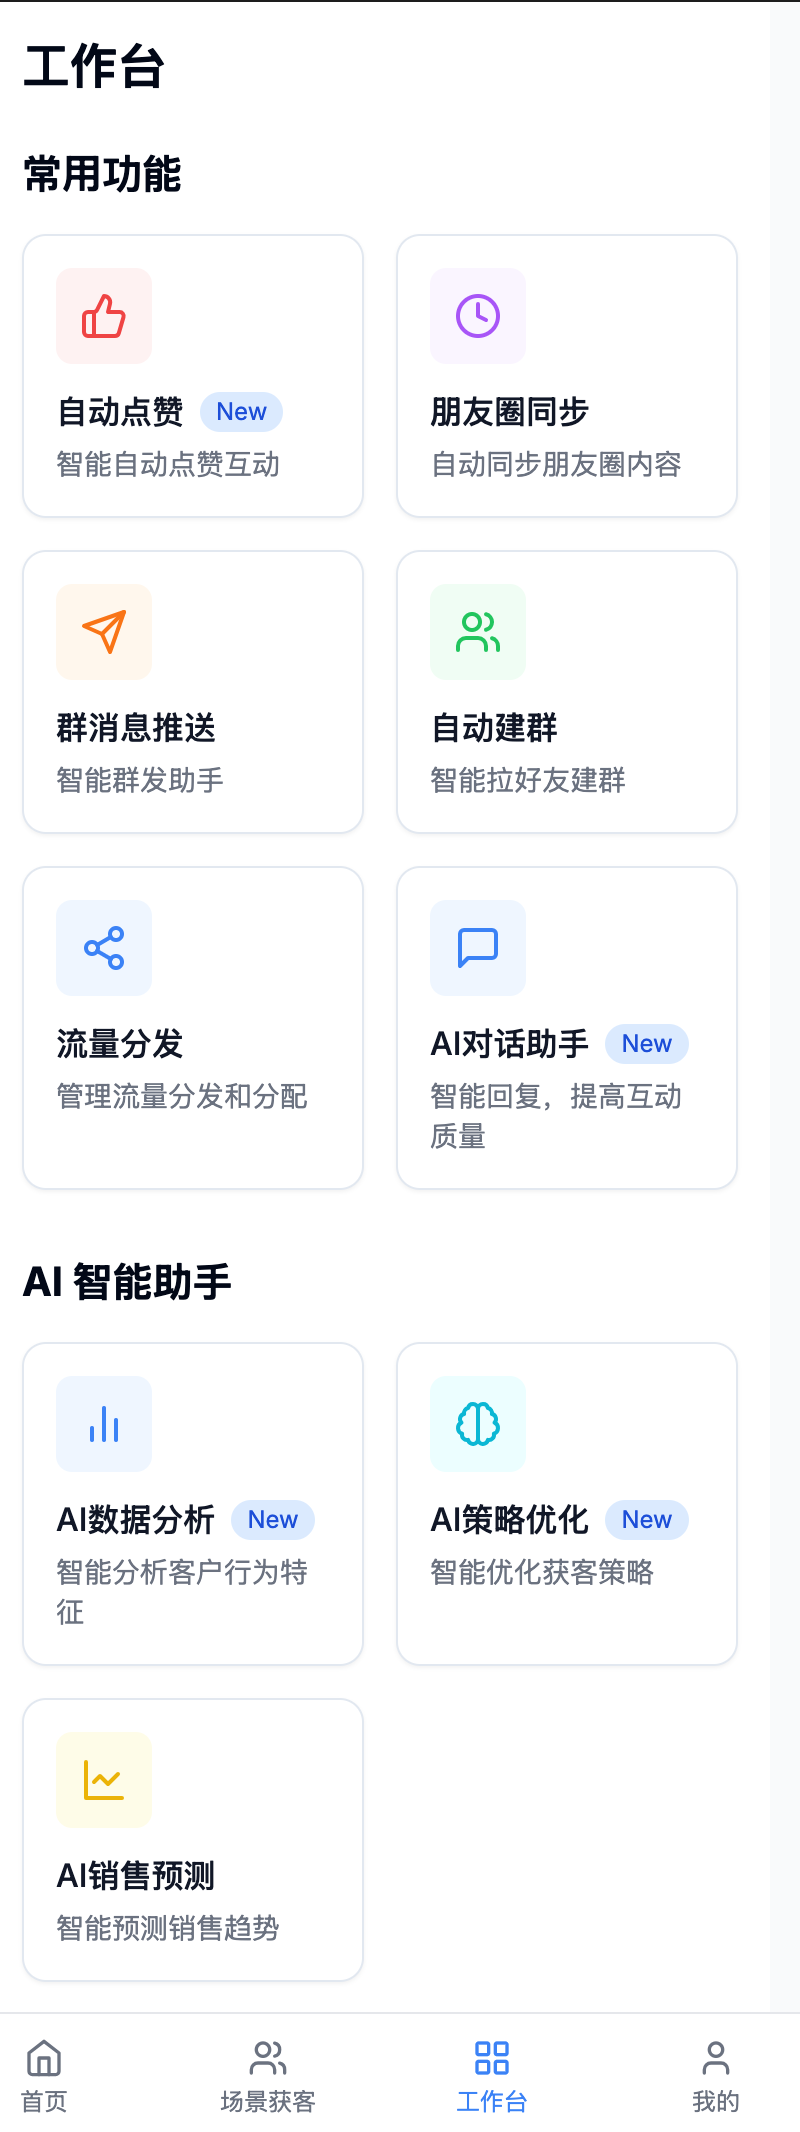 工作台
常用功能
自动点赞 New
智能自动点赞互动
朋友圈同步
自动同步朋友圈内容
群消息推送
智能群发助手
自动建群
智能拉好友建群
流量分发
管理流量分发和分配
AI对话助手 New
智能回复，提高互动
质量
AI 智能助手
AI数据分析 New
智能分析客户行为特
征
AI策略优化 New
智能优化获客策略
AI销售预测
智能预测销售趋势
首页
场景获客
工作台
我的